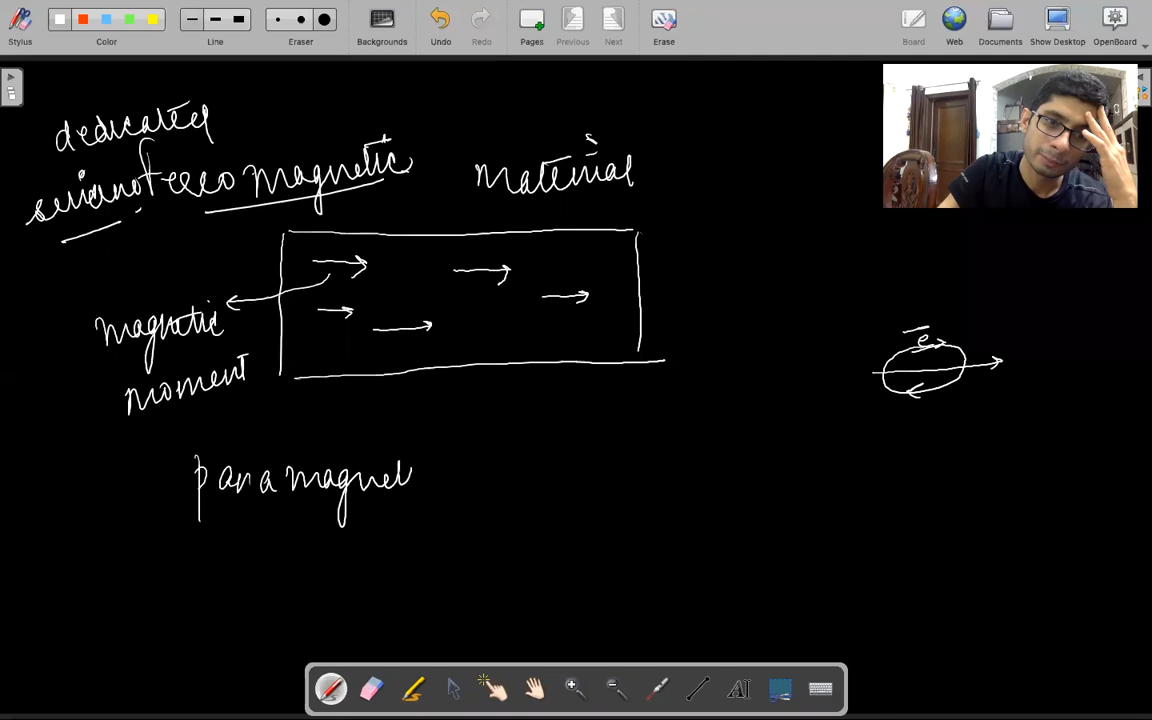 Stylus Color Line Eraser Backgrounds Undo Redo Pages Previous Next Erase Board Web Documents Show Desktop OpenBoard
dedicated
magnetic material
magnetic
moment
e
paramagnet